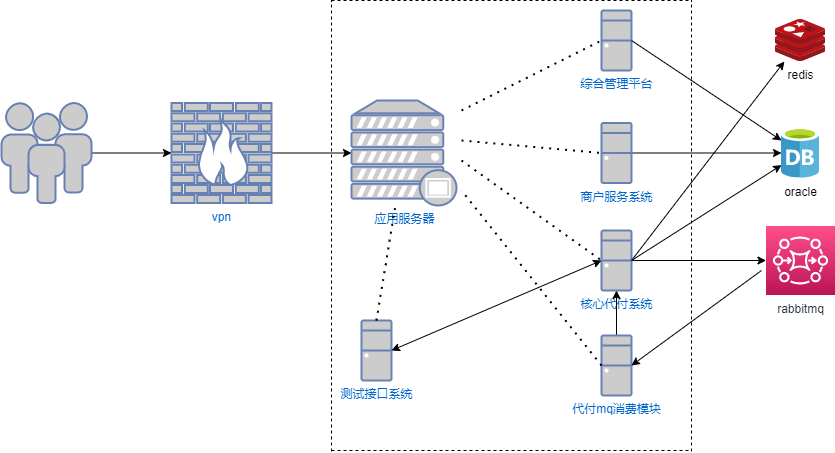 redis
综合管理平台
DB
oracle
vpn
应用服务器
商户服务系统
核心代付系统
rabbitmq
测试接口系统
代付mq消费模块